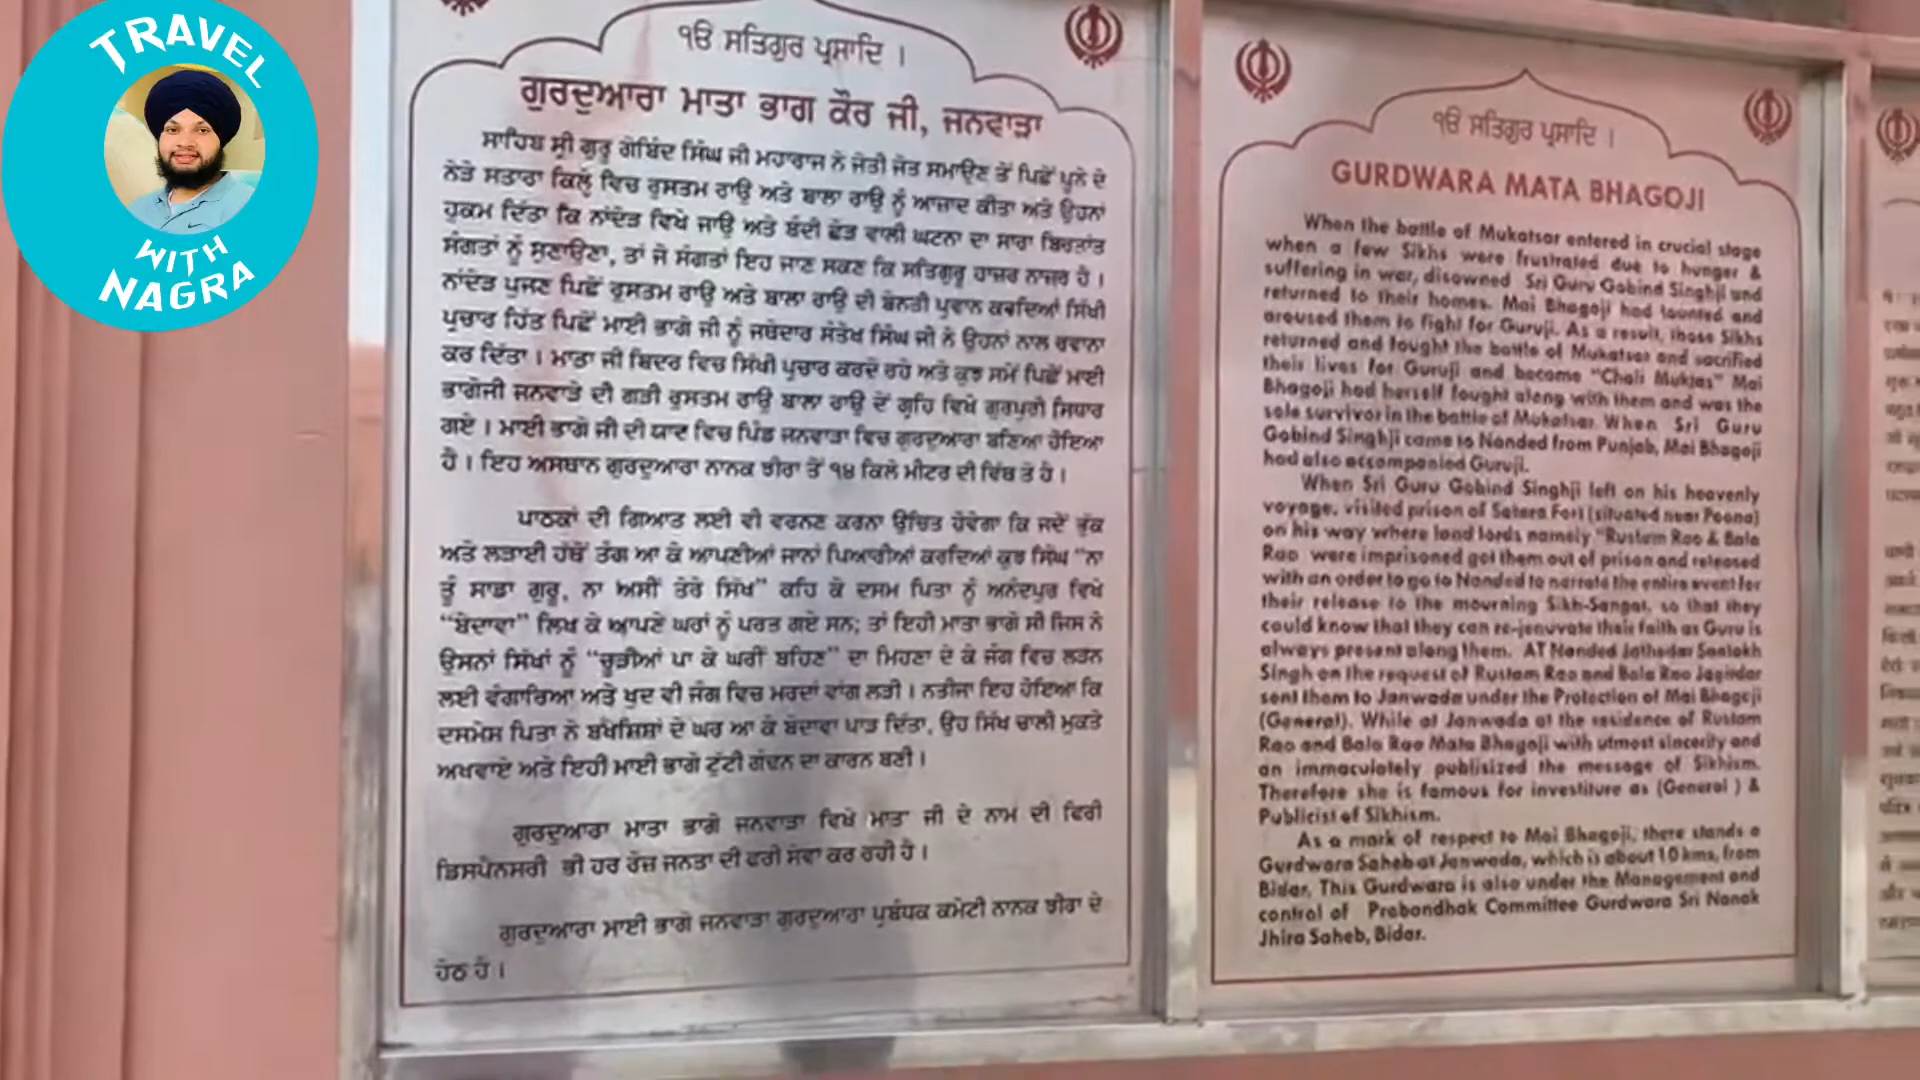 TRAVEL
WITH
NAGRA
੧ੳ ਸਤਿਗੁਰ ਪ੍ਰਸਾਦਿ ।
ਗੁਰਦੁਆਰਾ ਮਾਤਾ ਭਾਗ ਕੌਰ ਜੀ, ਜਨਵਾੜਾ
ਸਾਹਿਬ ਸ੍ਰੀ ਗੁਰੂ ਗੋਬਿੰਦ ਸਿੰਘ ਜੀ ਮਹਾਰਾਜ ਨੇ ਜੋਤੀ ਜੋਤ ਸਮਾਉਣ ਤੋਂ ਪਿਛੋਂ ਪੂਨੇ ਦੇ
ਨੇੜੇ ਸਤਾਰਾ ਕਿਲ੍ਹੇ ਵਿਚ ਰੁਸਤਮ ਰਾਉ ਅਤੇ ਬਾਲਾ ਰਾਉ ਨੂੰ ਆਜ਼ਾਦ ਕੀਤਾ ਅਤੇ ਉਹਨਾਂ
ਹੁਕਮ ਦਿੱਤਾ ਕਿ ਨਾਂਦੇੜ ਵਿਖੇ ਜਾਉ ਅਤੇ ਬੰਦੀ ਛੋੜ ਵਾਲੀ ਘਟਨਾ ਦਾ ਸਾਰਾ ਬਿਰਤਾਂਤ
ਸੰਗਤਾਂ ਨੂੰ ਸੁਣਾਉਣਾ, ਤਾਂ ਜੋ ਸੰਗਤਾਂ ਇਹ ਜਾਣ ਸਕਣ ਕਿ ਸਤਿਗੁਰੂ ਹਾਜ਼ਰ ਨਾਜ਼ਰ ਹੈ ।
ਨਾਂਦੇੜ ਪੁਜਣ ਪਿਛੋਂ ਰੁਸਤਮ ਰਾਉ ਅਤੇ ਬਾਲਾ ਰਾਉ ਦੀ ਬੇਨਤੀ ਪ੍ਰਵਾਨ ਕਰਦਿਆਂ ਸਿੱਖੀ
ਪ੍ਰਚਾਰ ਹਿੱਤ ਪਿਛੋਂ ਮਾਈ ਭਾਗੋ ਜੀ ਨੂੰ ਜਥੇਦਾਰ ਸੰਤੋਖ ਸਿੰਘ ਜੀ ਨੇ ਉਹਨਾਂ ਨਾਲ ਰਵਾਨਾ
ਕਰ ਦਿੱਤਾ । ਮਾਤਾ ਜੀ ਬਿਦਰ ਵਿਚ ਸਿੱਖੀ ਪ੍ਰਚਾਰ ਕਰਦੇ ਰਹੇ ਅਤੇ ਕੁਝ ਸਮੇਂ ਪਿਛੋਂ ਮਾਈ
ਭਾਗੋਜੀ ਜਨਵਾੜੇ ਦੀ ਗੜੀ ਰੁਸਤਮ ਰਾਉ ਬਾਲਾ ਰਾਉ ਦੇ ਗ੍ਰਹਿ ਵਿਖੇ ਗੁਰਪੁਰੀ ਸਿਧਾਰ
ਗਏ । ਮਾਈ ਭਾਗੋ ਜੀ ਦੀ ਯਾਦ ਵਿਚ ਪਿੰਡ ਜਨਵਾੜਾ ਵਿਚ ਗੁਰਦੁਆਰਾ ਬਣਿਆ ਹੋਇਆ
ਹੈ । ਇਹ ਅਸਥਾਨ ਗੁਰਦੁਆਰਾ ਨਾਨਕ ਝੀਰਾ ਤੋਂ ੧੪ ਕਿਲੋ ਮੀਟਰ ਦੀ ਵਿੱਥ ਤੇ ਹੈ ।
ਪਾਠਕਾਂ ਦੀ ਗਿਆਤ ਲਈ ਵੀ ਵਰਨਣ ਕਰਨਾ ਉਚਿਤ ਹੋਵੇਗਾ ਕਿ ਜਦੋਂ ਭੁੱਕ
ਅਤੇ ਲੜਾਈ ਹੱਥੋਂ ਤੰਗ ਆ ਕੇ ਆਪਣੀਆਂ ਜਾਨਾਂ ਪਿਆਰੀਆਂ ਕਰਦਿਆਂ ਕੁਝ ਸਿੰਘ “ਨਾ
ਤੂੰ ਸਾਡਾ ਗੁਰੂ, ਨਾ ਅਸੀਂ ਤੇਰੇ ਸਿੱਖ” ਕਹਿ ਕੇ ਦਸਮ ਪਿਤਾ ਨੂੰ ਅਨੰਦਪੁਰ ਵਿਖੇ
“ਬੇਦਾਵਾ” ਲਿਖ ਕੇ ਆਪਣੇ ਘਰਾਂ ਨੂੰ ਪਰਤ ਗਏ ਸਨ; ਤਾਂ ਇਹੀ ਮਾਤਾ ਭਾਗੋ ਸੀ ਜਿਸ ਨੇ
ਉਸਨਾਂ ਸਿੱਖਾਂ ਨੂੰ “ਚੂੜੀਆਂ ਪਾ ਕੇ ਘਰੀਂ ਬਹਿਣ” ਦਾ ਮਿਹਣਾ ਦੇ ਕੇ ਜੰਗ ਵਿਚ ਲੜਨ
ਲਈ ਵੰਗਾਰਿਆ ਅਤੇ ਖੁਦ ਵੀ ਜੰਗ ਵਿਚ ਮਰਦਾਂ ਵਾਂਗ ਲੜੀ । ਨਤੀਜਾ ਇਹ ਹੋਇਆ ਕਿ
ਦਸਮੇਸ ਪਿਤਾ ਨੇ ਬਖਸ਼ਿਸ਼ਾਂ ਦੇ ਘਰ ਆ ਕੇ ਬੇਦਾਵਾ ਪਾੜ ਦਿੱਤਾ, ਉਹ ਸਿੱਖ ਚਾਲੀ ਮੁਕਤੇ
ਅਖਵਾਏ ਅਤੇ ਇਹੀ ਮਾਈ ਭਾਗੋ ਟੁੱਟੀ ਗੰਢਨ ਦਾ ਕਾਰਨ ਬਣੀ ।
ਗੁਰਦੁਆਰਾ ਮਾਤਾ ਭਾਗੋ ਜਨਵਾੜਾ ਵਿਖੇ ਮਾਤਾ ਜੀ ਦੇ ਨਾਮ ਦੀ ਫਿਰੀ
ਡਿਸਪੈਨਸਰੀ ਭੀ ਹਰ ਰੋਜ਼ ਜਨਤਾ ਦੀ ਫਰੀ ਸੇਵਾ ਕਰ ਰਹੀ ਹੈ ।
ਗੁਰਦੁਆਰਾ ਮਾਈ ਭਾਗੋ ਜਨਵਾੜਾ ਗੁਰਦੁਆਰਾ ਪ੍ਰਬੰਧਕ ਕਮੇਟੀ ਨਾਨਕ ਝੀਰਾ ਦੇ
ਹੇਠ ਹੈ ।
੧ੳ ਸਤਿਗੁਰ ਪ੍ਰਸਾਦਿ ।
GURDWARA MATA BHAGOJI
When the battle of Mukatsar entered in crucial stage
when a few Sikhs were frustrated due to hunger &
suffering in war, disowned Sri Guru Gobind Singhji and
returned to their homes. Mai Bhagoji had taunted and
aroused them to fight for Guruji. As a result, those Sikhs
returned and fought the battle of Mukatsar and sacrified
their lives for Guruji and become "Chali Muktas" Mai
Bhagoji had herself fought along with them and was the
sole survivor in the battle of Mukatsar. When Sri Guru
Gobind Singhji came to Nanded from Punjab, Mai Bhagoji
had also accompanied Guruji.
When Sri Guru Gobind Singhji left on his heavenly
voyage, visited prison of Satara Fort (situated near Poona)
on his way where land lords namely "Rustam Rao & Bala
Rao were imprisoned got them out of prison and released
with an order to go to Nanded to narrate the entire event for
their release to the mourning Sikh-Sangat, so that they
could know that they can re-jenuvate their faith as Guru is
always present along them. AT Nanded Jathedar Santokh
Singh on the request of Rustam Rao and Bala Rao Jagirdar
sent them to Janwada under the Protection of Mai Bhagoji
(General). While at Janwada at the residence of Rustam
Rao and Bala Rao Mata Bhagoji with utmost sincerity and
an immaculately publisized the message of Sikhism.
Therefore she is famous for investiture as (General ) &
Publicist of Sikhism.
As a mark of respect to Mai Bhagoji, there stands a
Gurdwara Saheb at Janwada, which is about 10 kms, from
Bidar, This Gurdwara is also under the Management and
control of Prabandhak Committee Gurdwara Sri Nanak
Jhira Saheb, Bidar.